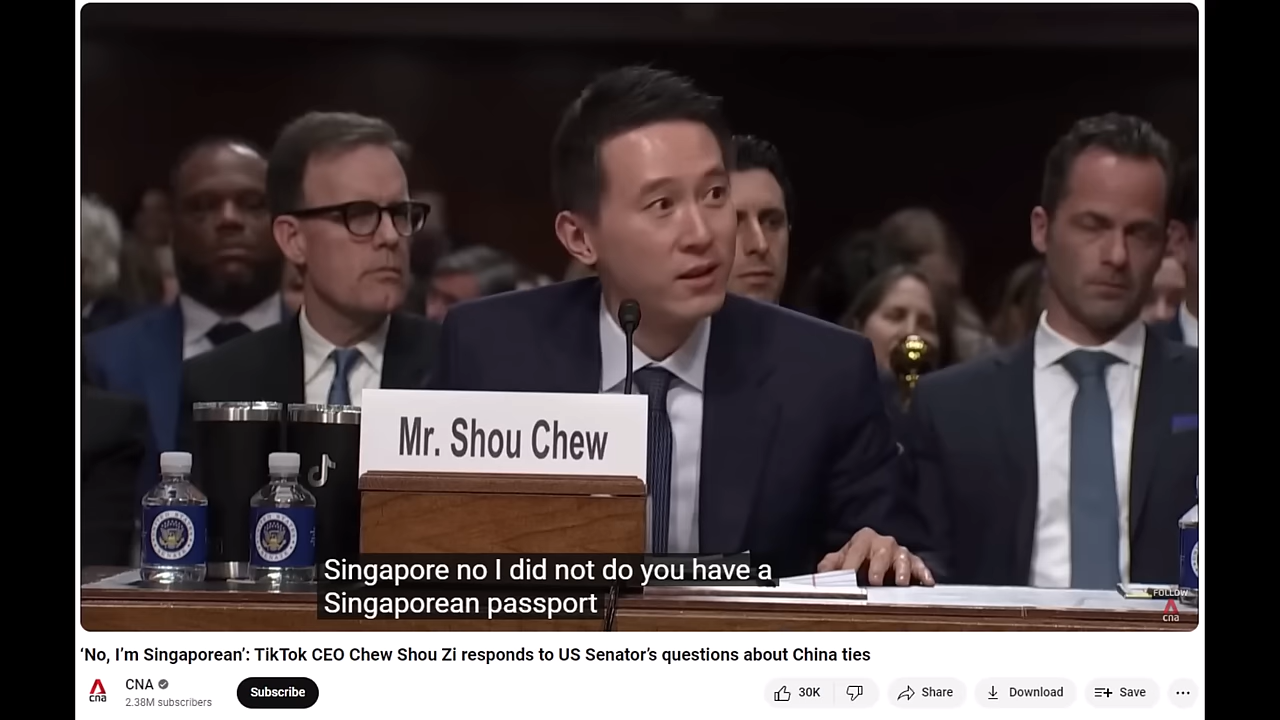 Mr. Shou Chew
Singapore no I did not do you have a
Singaporean passport
FOLLOW
cna
‘No, I’m Singaporean’: TikTok CEO Chew Shou Zi responds to US Senator’s questions about China ties
cna
CNA
2.38M subscribers
Subscribe
30K
Share
Download
Save